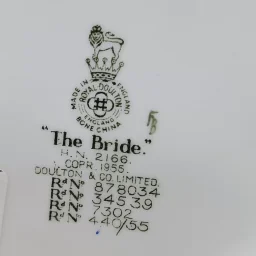 MADE IN ENGLAND
ROYAL DOULTON
ENGLAND
BONE CHINA
"The Bride."
H.N. 2166.
COPR. 1955.
DOULTON & CO. LIMITED.
Rd No 878034
Rd No 34539
Rd No 7302
Rd No 440/55